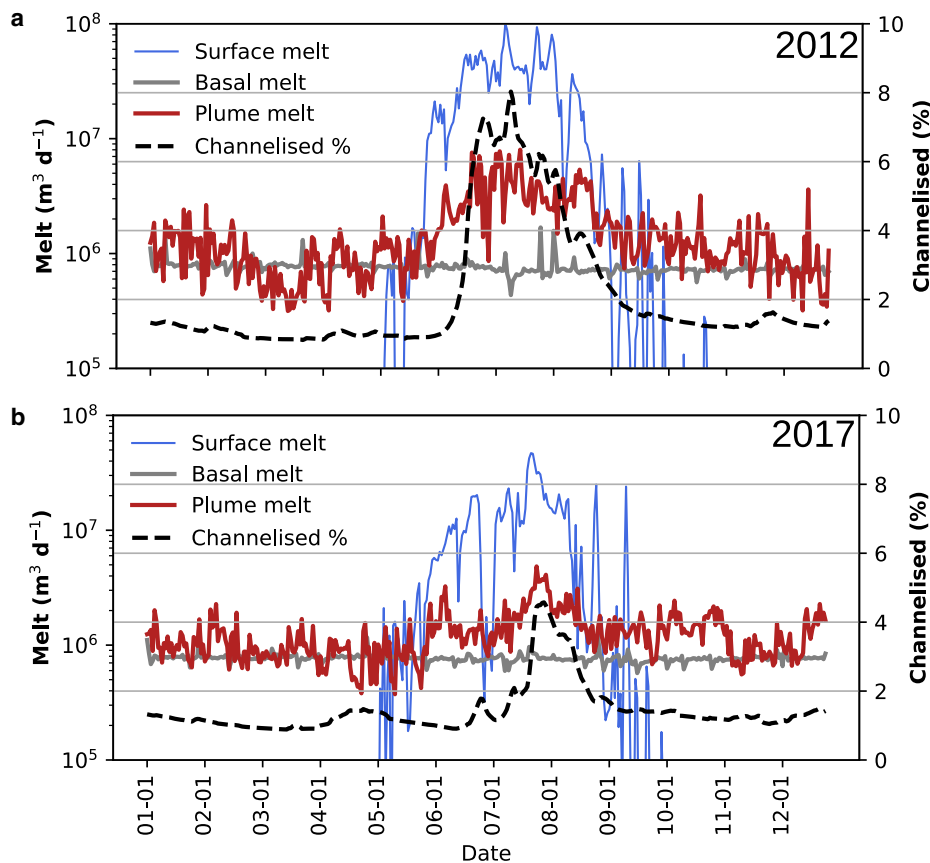 a
2012
10⁸
10⁷
10⁶
10⁵
Melt (m³ d⁻¹)
Surface melt
Basal melt
Plume melt
Channelised %
10
8
6
4
2
0
Channelised (%)
b
2017
10⁸
10⁷
10⁶
10⁵
Melt (m³ d⁻¹)
Surface melt
Basal melt
Plume melt
Channelised %
10
8
6
4
2
0
Channelised (%)
01-01
02-01
03-01
04-01
05-01
06-01
07-01
08-01
09-01
10-01
11-01
12-01
Date